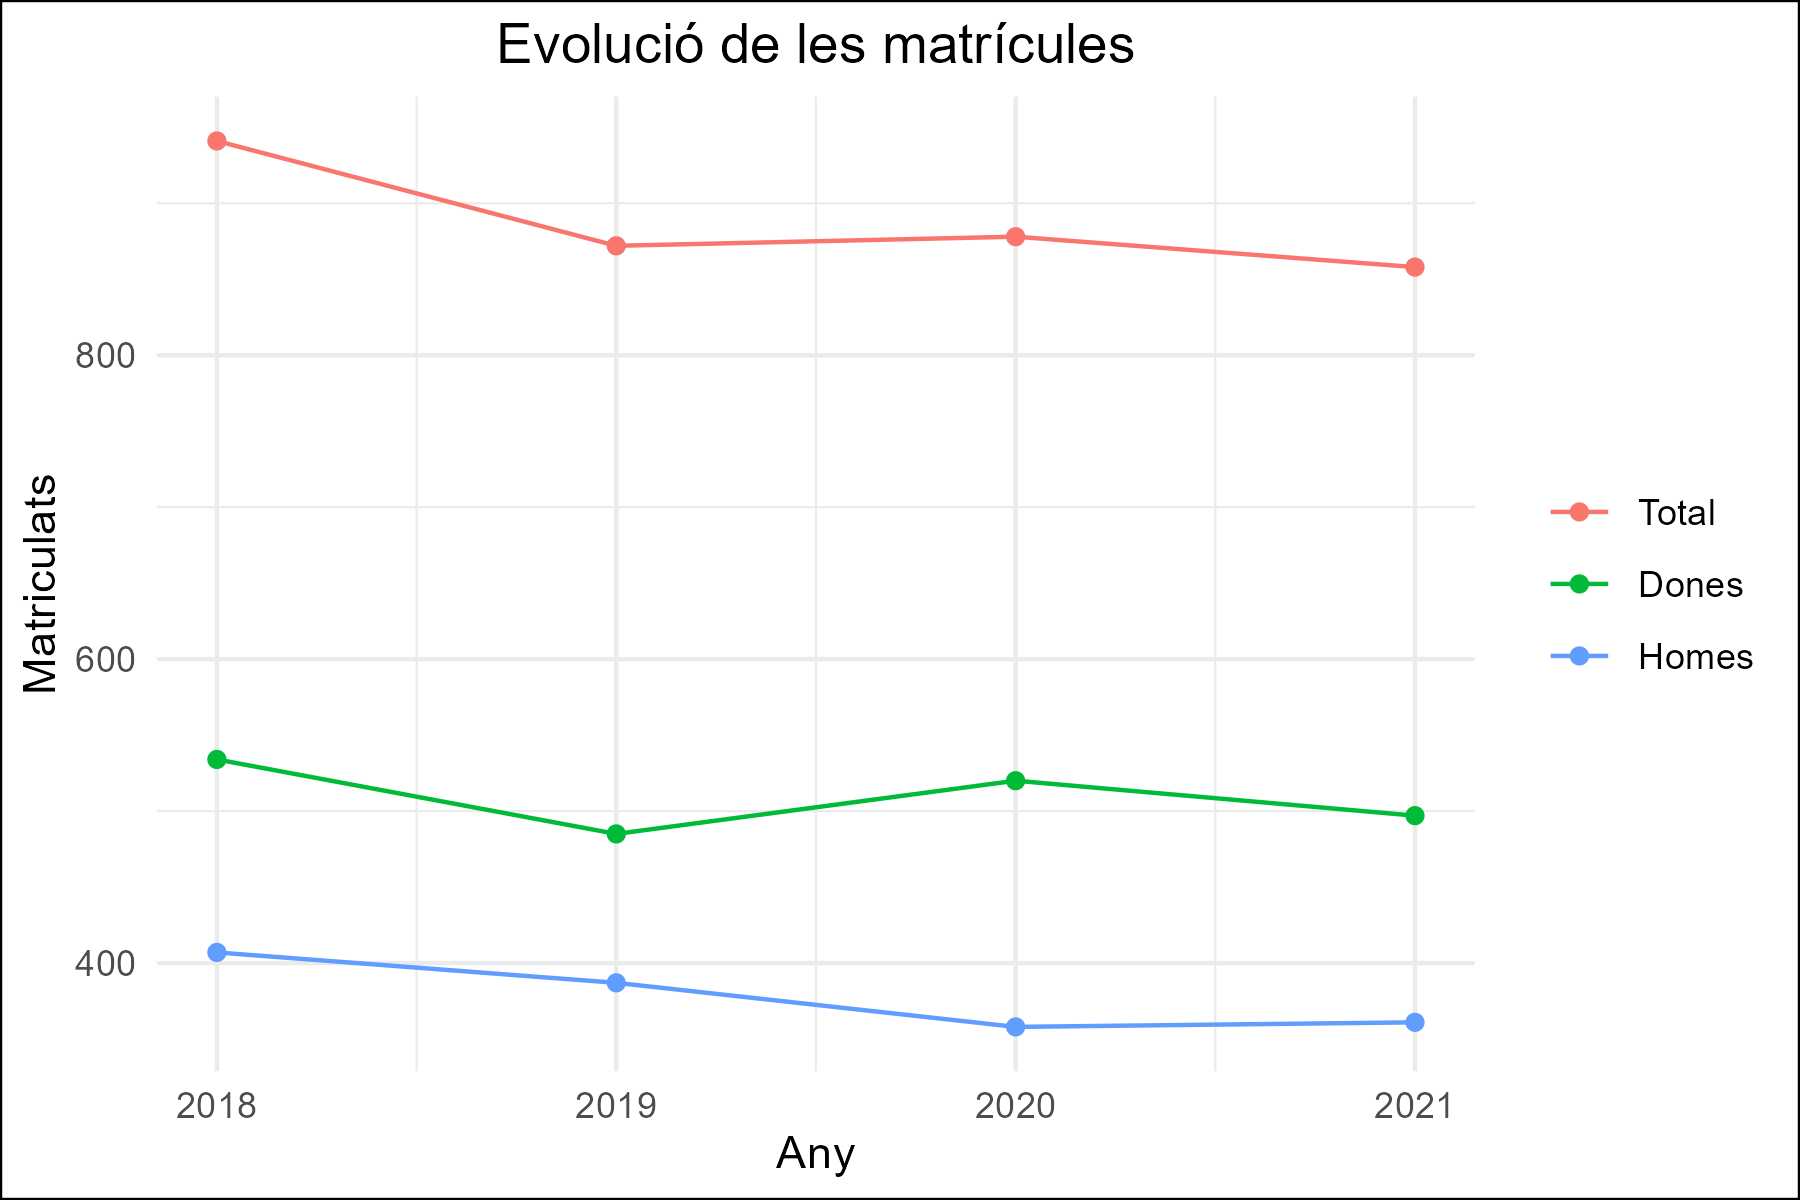 Evolució de les matrícules
Matriculats
800
600
400
2018 2019 2020 2021
Any
Total
Dones
Homes